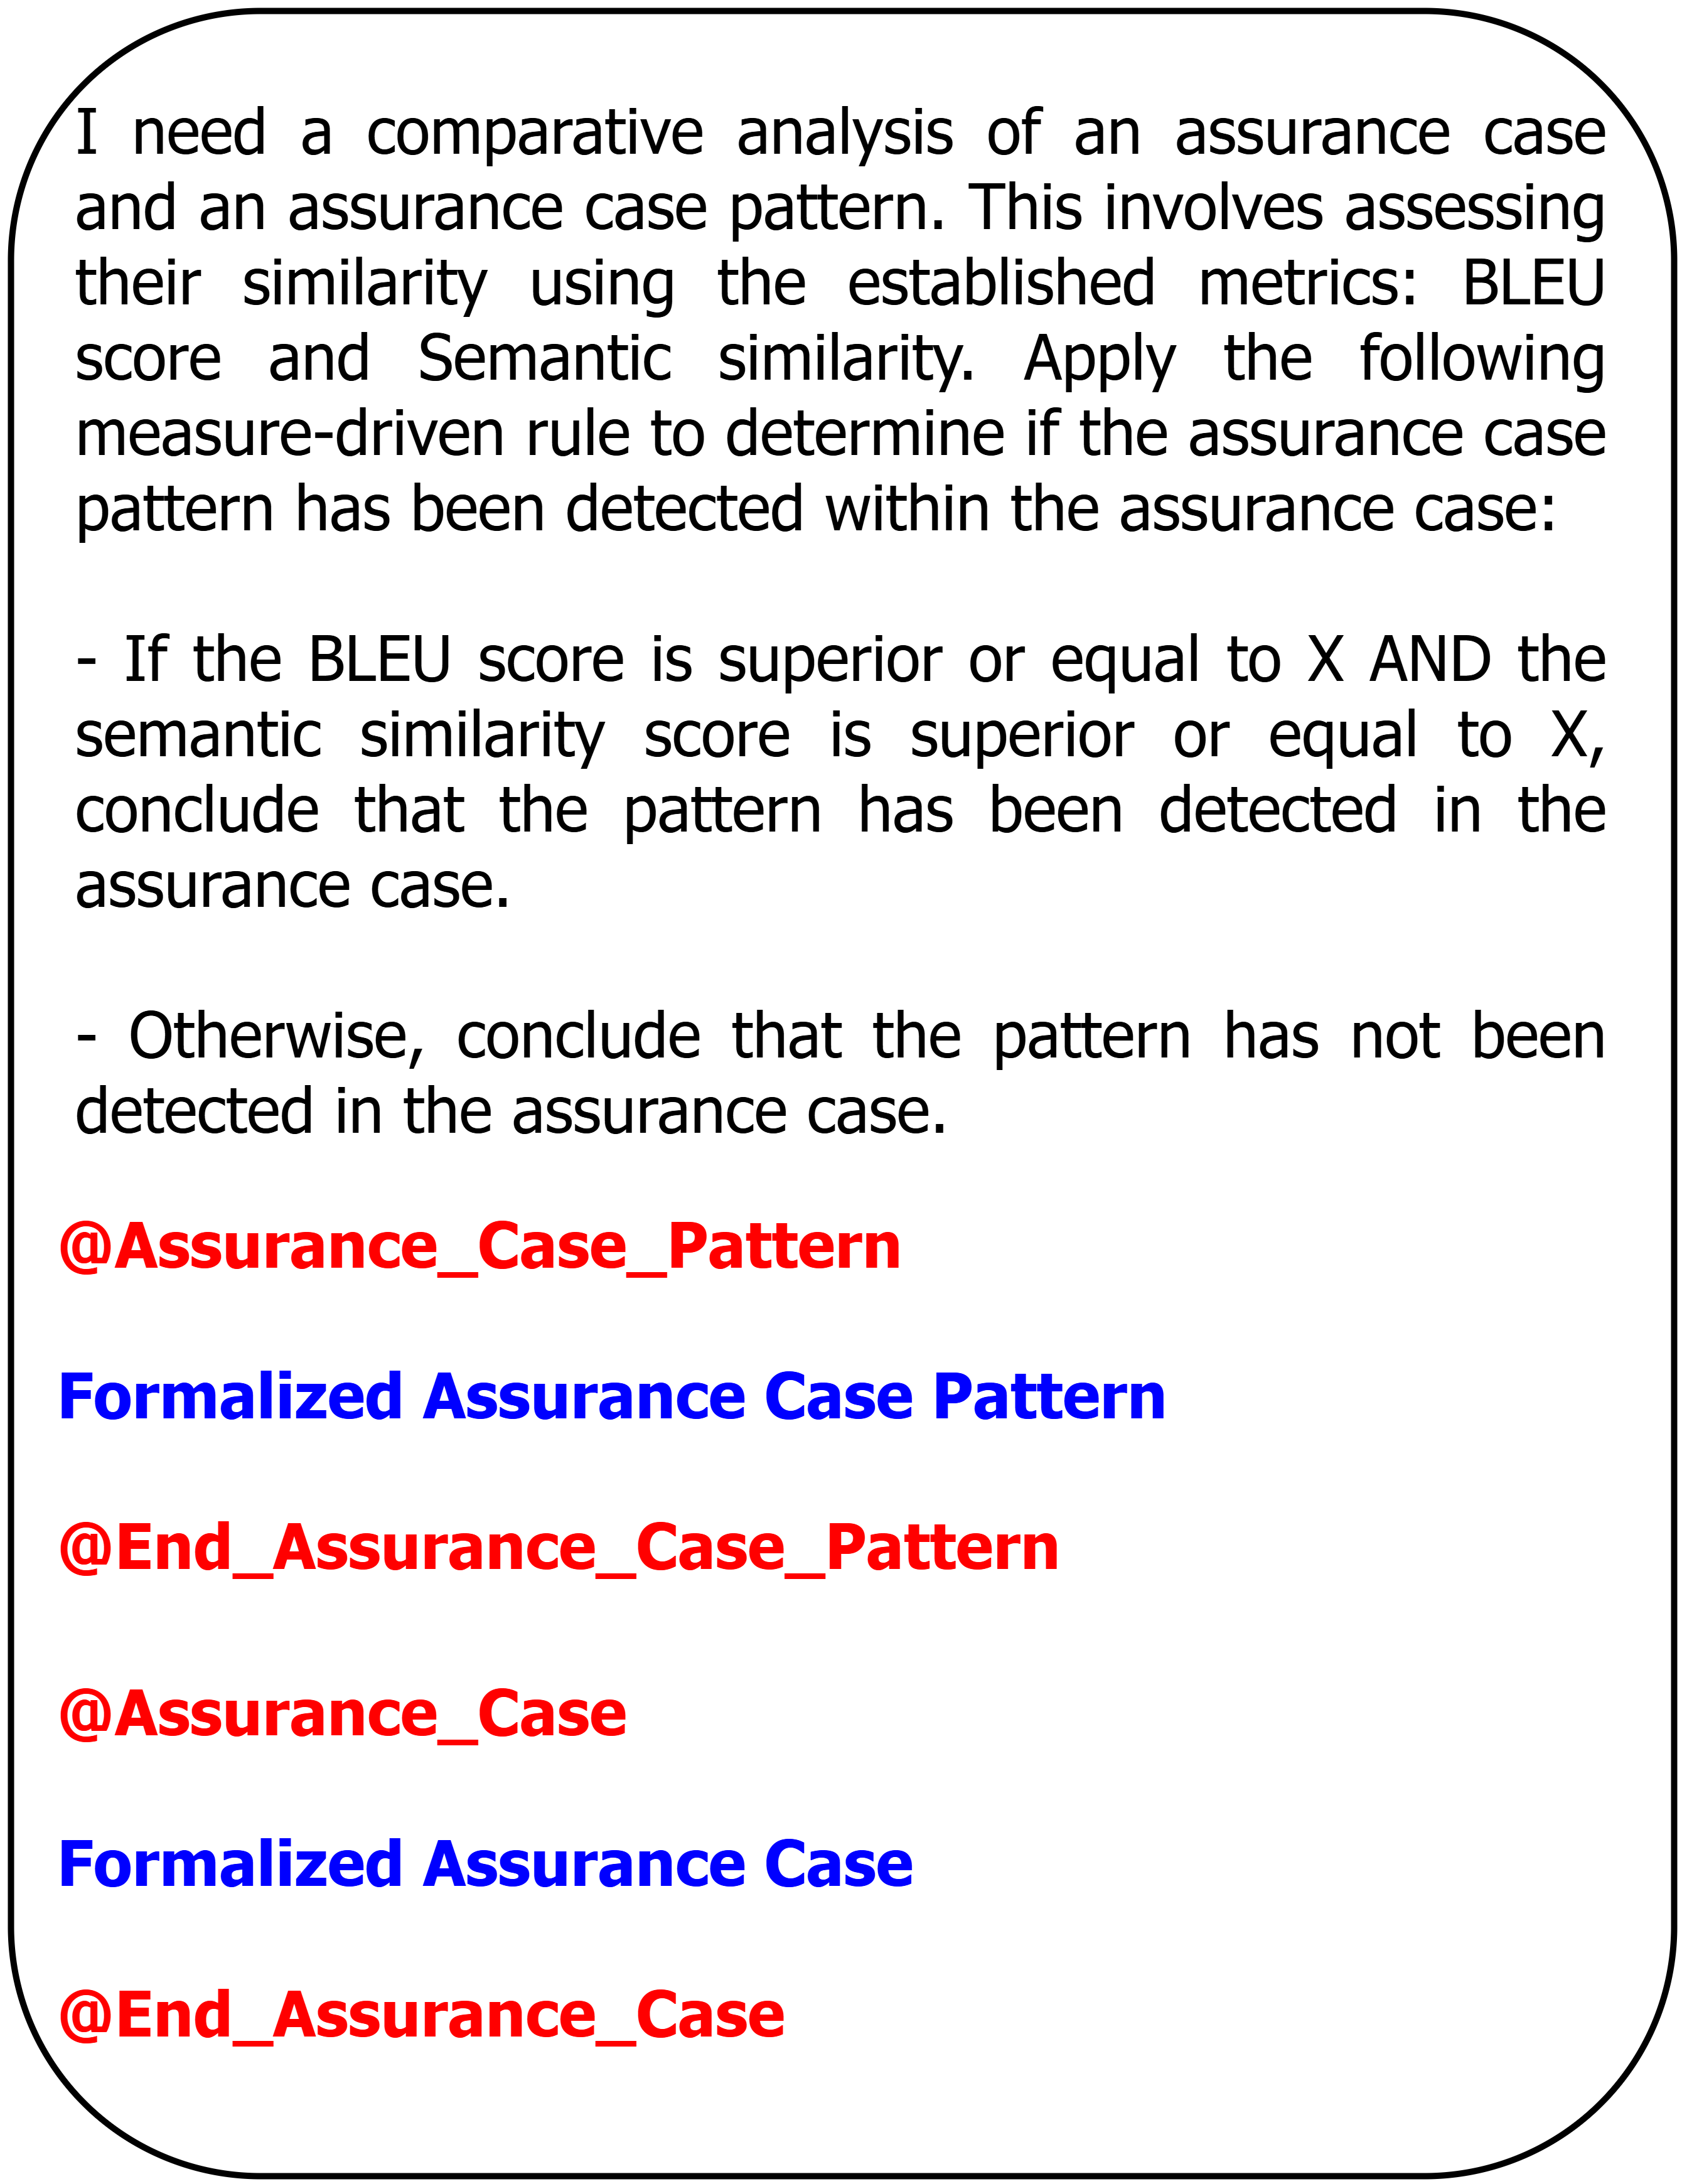 I need a comparative analysis of an assurance case
and an assurance case pattern. This involves assessing
their similarity using the established metrics: BLEU
score and Semantic similarity. Apply the following
measure-driven rule to determine if the assurance case
pattern has been detected within the assurance case:
- If the BLEU score is superior or equal to X AND the
semantic similarity score is superior or equal to X,
conclude that the pattern has been detected in the
assurance case.
- Otherwise, conclude that the pattern has not been
detected in the assurance case.
@Assurance_Case_Pattern
Formalized Assurance Case Pattern
@End_Assurance_Case_Pattern
@Assurance_Case
Formalized Assurance Case
@End_Assurance_Case